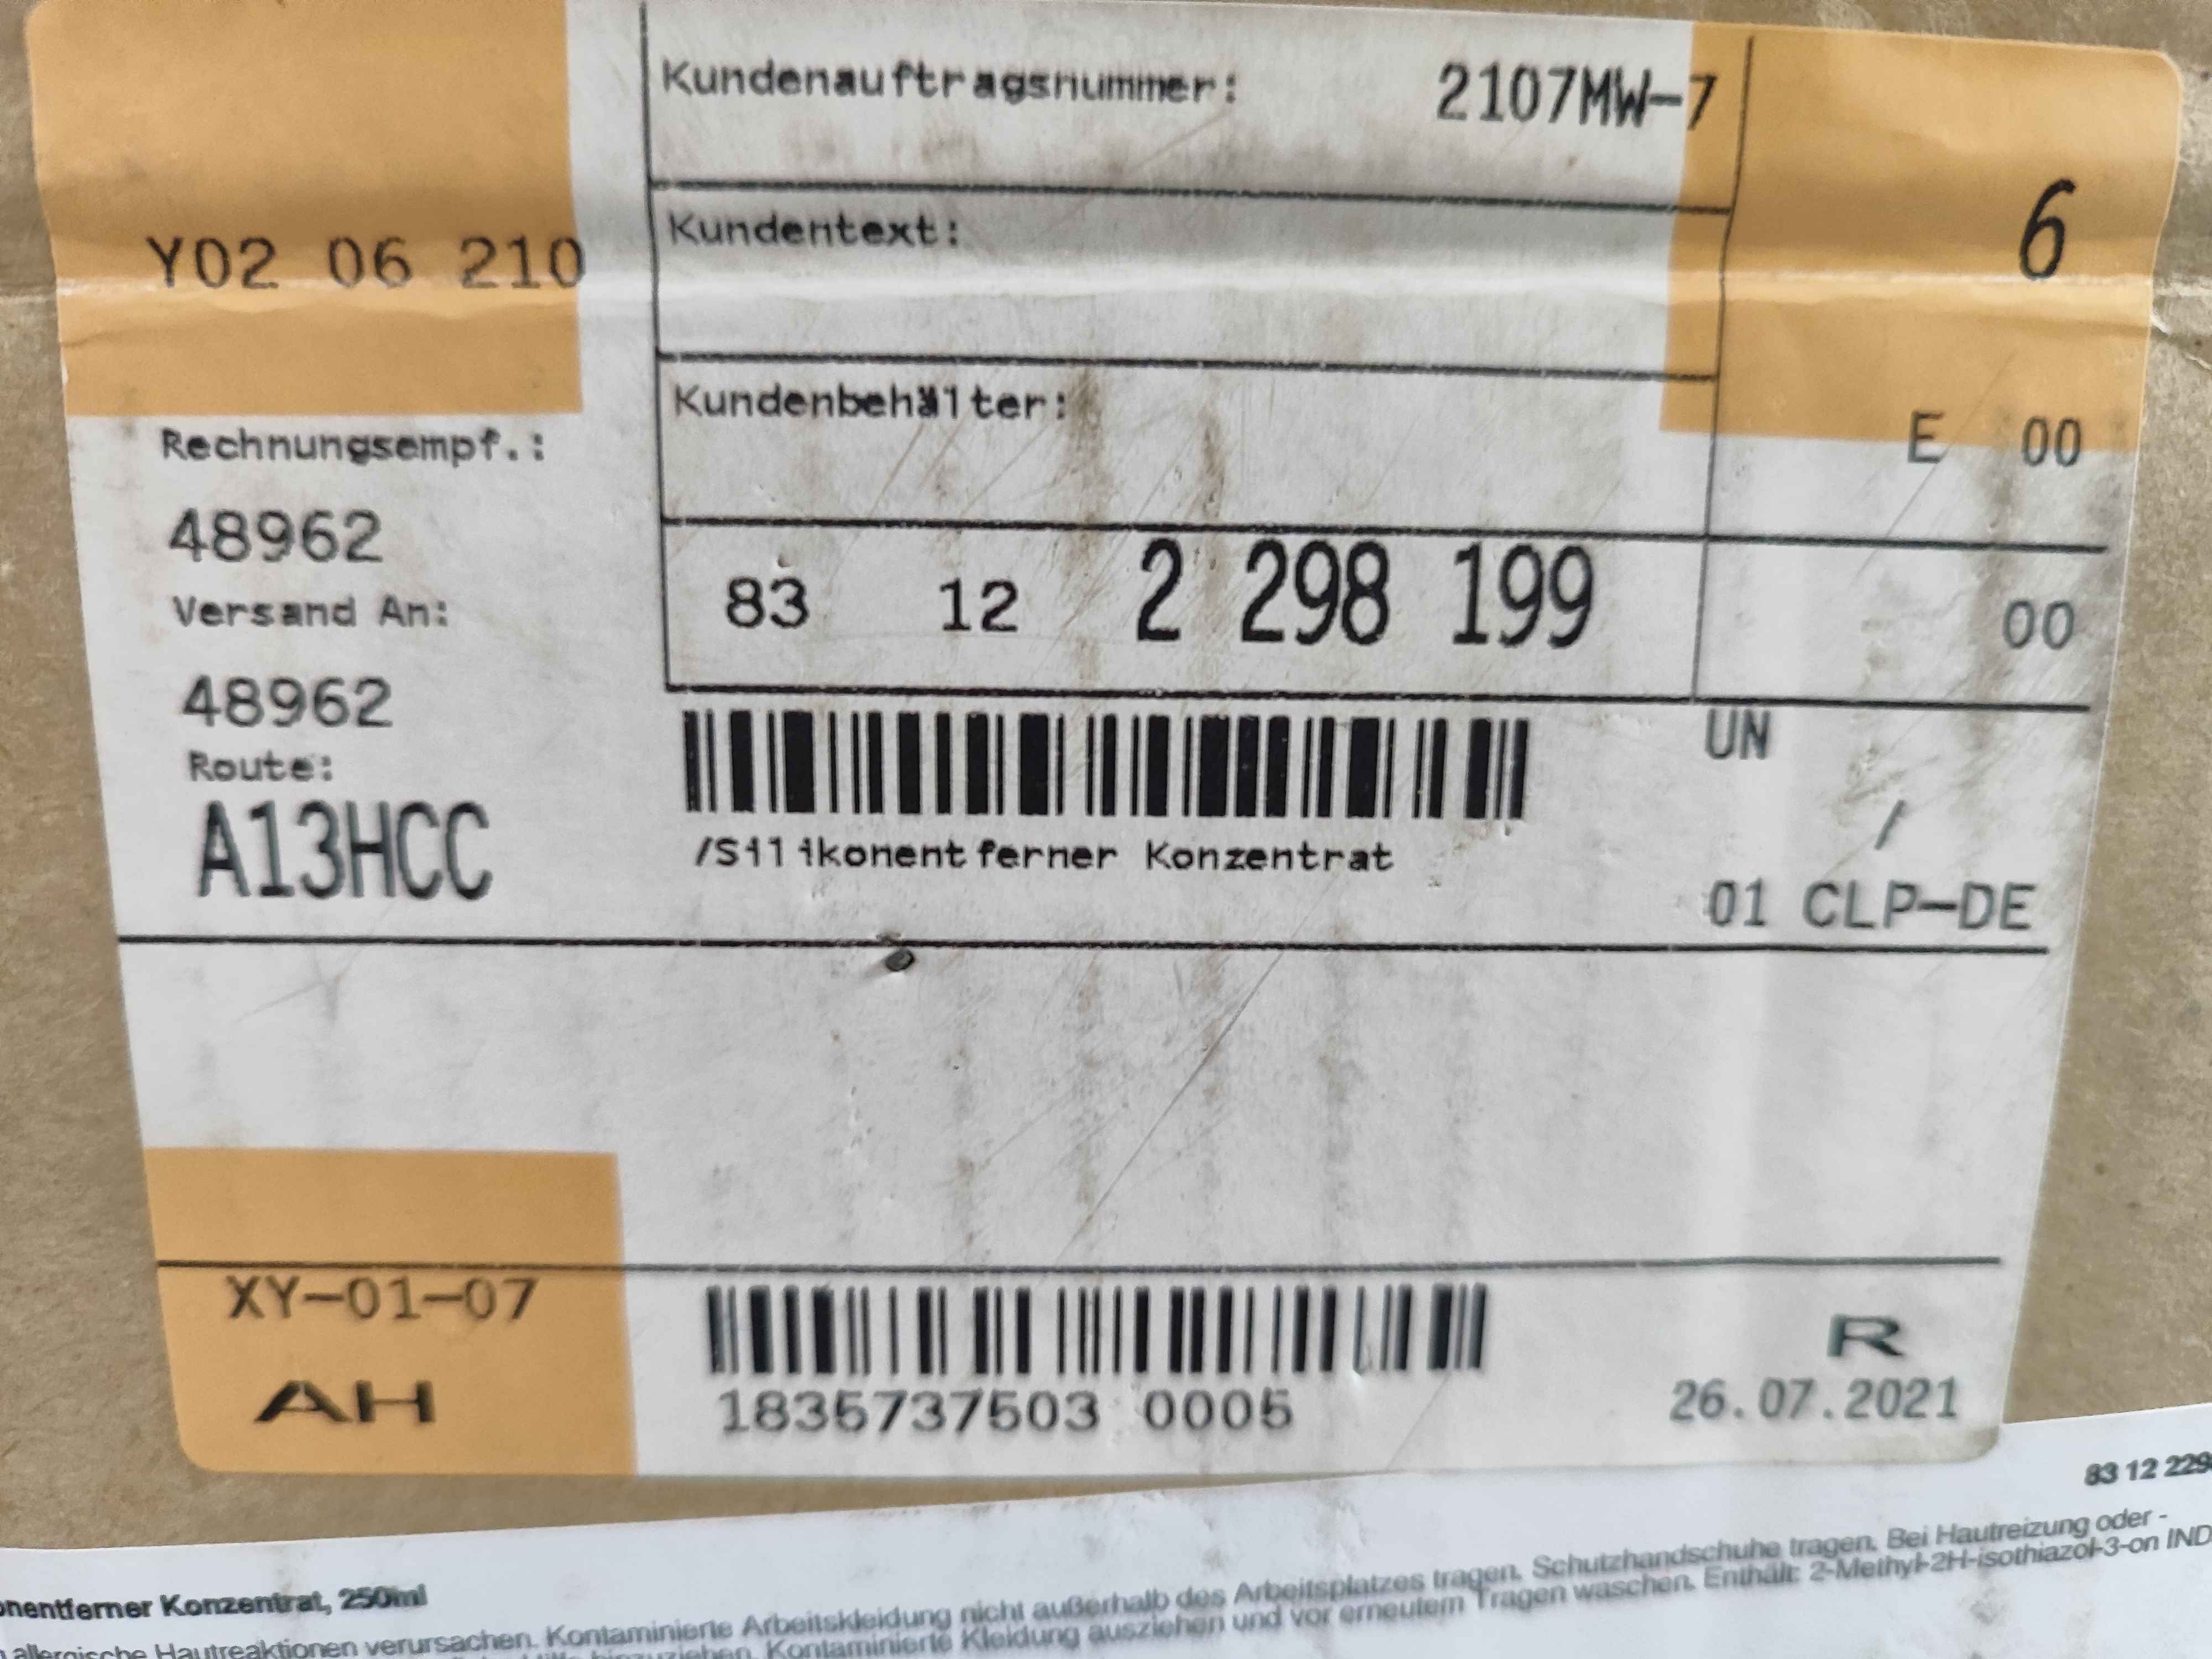 Kundenauftragsnummer: 2107MW-7
6
Y02 06 210
Kundentext:
Kundenbehälter:
E 00
Rechnungsempf.:
48962
83 12 2 298 199
00
Versand An:
48962
UN
Route:
A13HCC
/
/Silikonentferner Konzentrat
01 CLP-DE
XY-01-07
AH
1835737503 0005
R
26.07.2021
83 12 229
onentferner Konzentrat, 250ml
allergische Hautreaktionen verursachen. Kontaminierte Arbeitskleidung nicht außerhalb des Arbeitsplatzes tragen. Schutzhandschuhe tragen. Bei Hautreizung oder -
hinzuziehen. Kontaminierte Kleidung ausziehen und vor erneutem Tragen waschen. Enthält: 2-Methyl-2H-isothiazol-3-on IND